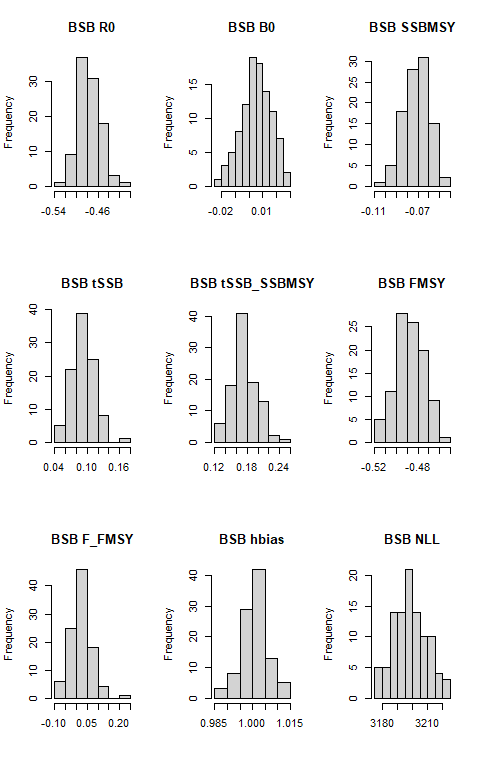 BSB R0
Frequency
0 10 20 30
-0.54 -0.46
BSB B0
Frequency
0 5 10 15
-0.02 0.01
BSB SSBMSY
Frequency
0 5 10 15 20 25 30
-0.11 -0.07
BSB tSSB
Frequency
0 10 20 30 40
0.04 0.10 0.16
BSB tSSB_SSBMSY
Frequency
0 10 20 30 40
0.12 0.18 0.24
BSB FMSY
Frequency
0 5 10 15 20 25
-0.52 -0.48
BSB F_FMSY
Frequency
0 10 20 30 40
-0.10 0.05 0.20
BSB hbias
Frequency
0 10 20 30 40
0.985 1.000 1.015
BSB NLL
Frequency
0 5 10 15 20
3180 3210